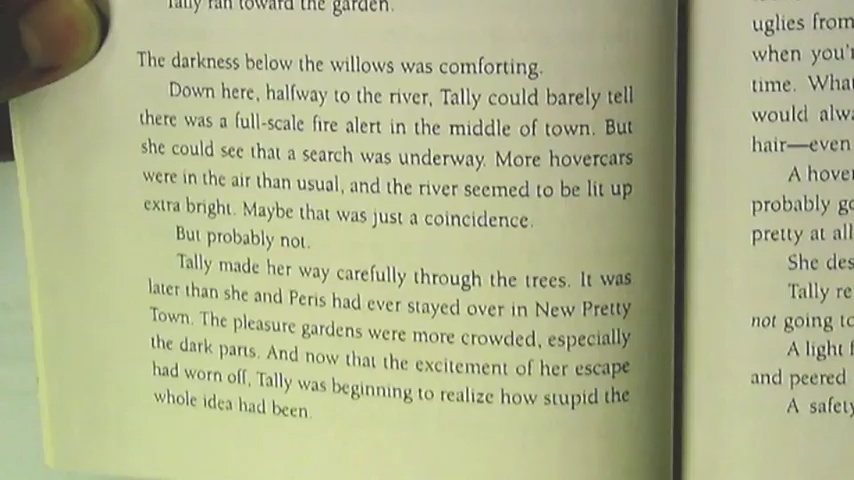 Tally ran toward the garden.
The darkness below the willows was comforting.
Down here, halfway to the river, Tally could barely tell
there was a full-scale fire alert in the middle of town. But
she could see that a search was underway. More hovercars
were in the air than usual, and the river seemed to be lit up
extra bright. Maybe that was just a coincidence.
But probably not.
Tally made her way carefully through the trees. It was
later than she and Peris had ever stayed over in New Pretty
Town. The pleasure gardens were more crowded, especially
the dark parts. And now that the excitement of her escape
had worn off, Tally was beginning to realize how stupid the
whole idea had been.
uglies from
when you'r
time. What
would alwa
hair—even
A hover
probably go
pretty at all
She des
Tally re
not going to
A light f
and peered
A safety